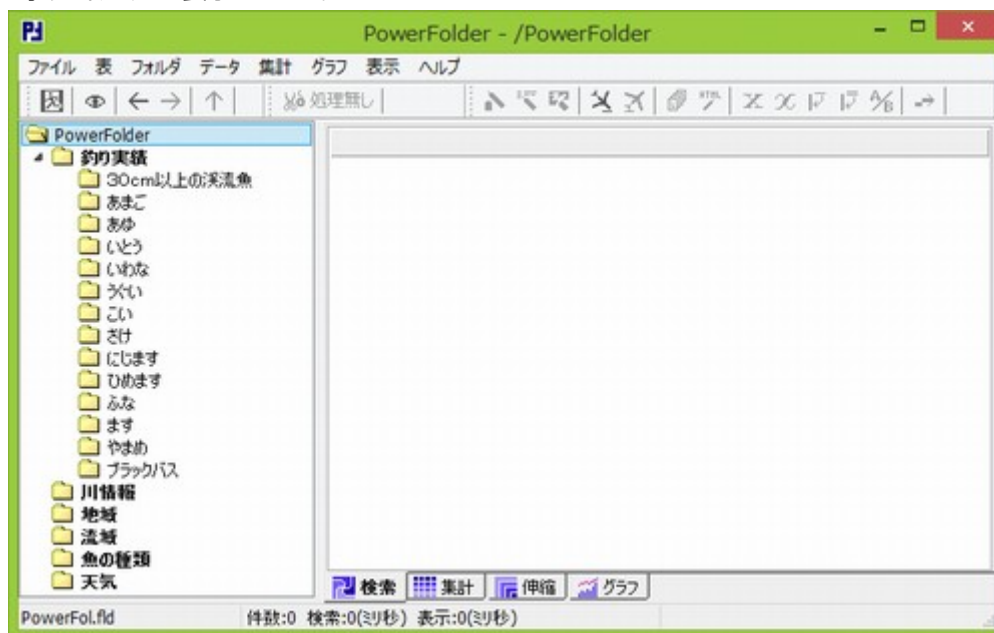 PowerFolder - /PowerFolder
ファイル 表 フォルダ データ 集計 グラフ 表示 ヘルプ
処理無し
PowerFolder
釣り実績
30cm以上の渓流魚
あまご
あゆ
いとう
いわな
うぐい
こい
さけ
にじます
ひめます
ふな
ます
やまめ
ブラックバス
川情報
地域
流域
魚の種類
天気
検索 集計 伸縮 グラフ
PowerFol.fld 件数:0 検索:0(ミリ秒) 表示:0(ミリ秒)